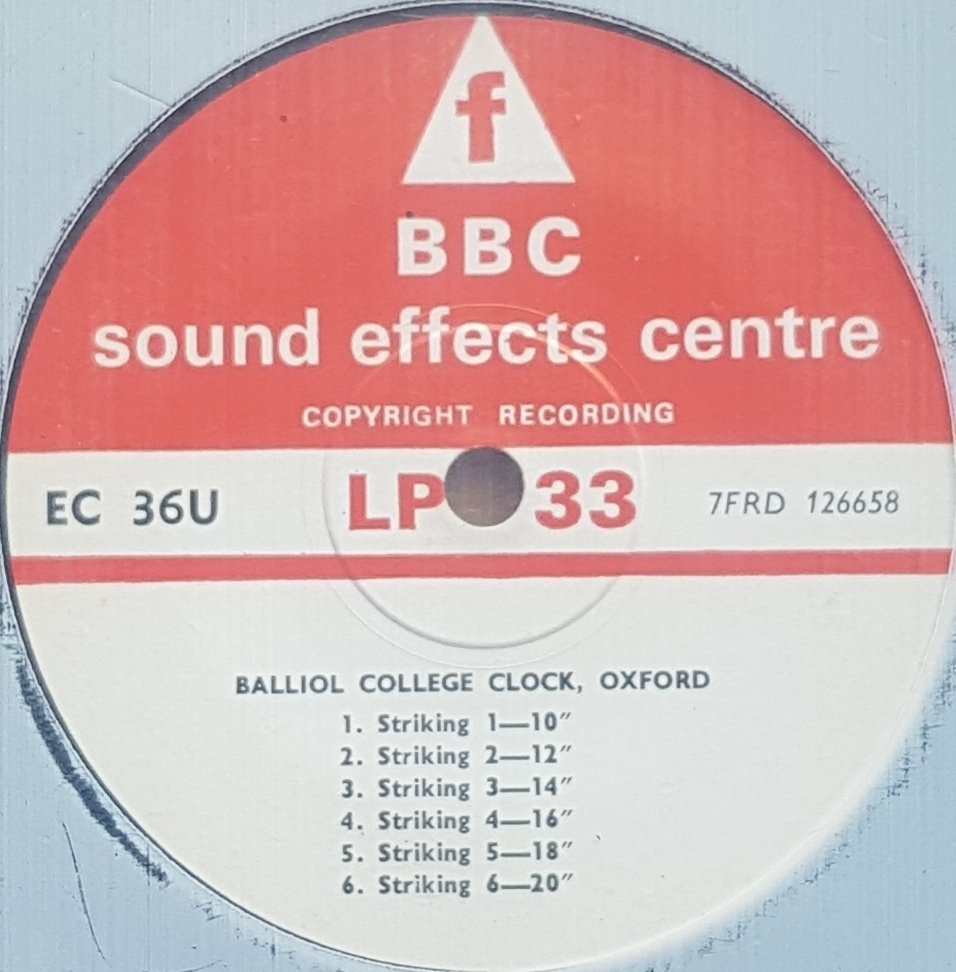 f
BBC
sound effects centre
COPYRIGHT RECORDING
EC 36U LP 33 7FRD 126658
BALLIOL COLLEGE CLOCK, OXFORD
1. Striking 1—10″
2. Striking 2—12″
3. Striking 3—14″
4. Striking 4—16″
5. Striking 5—18″
6. Striking 6—20″